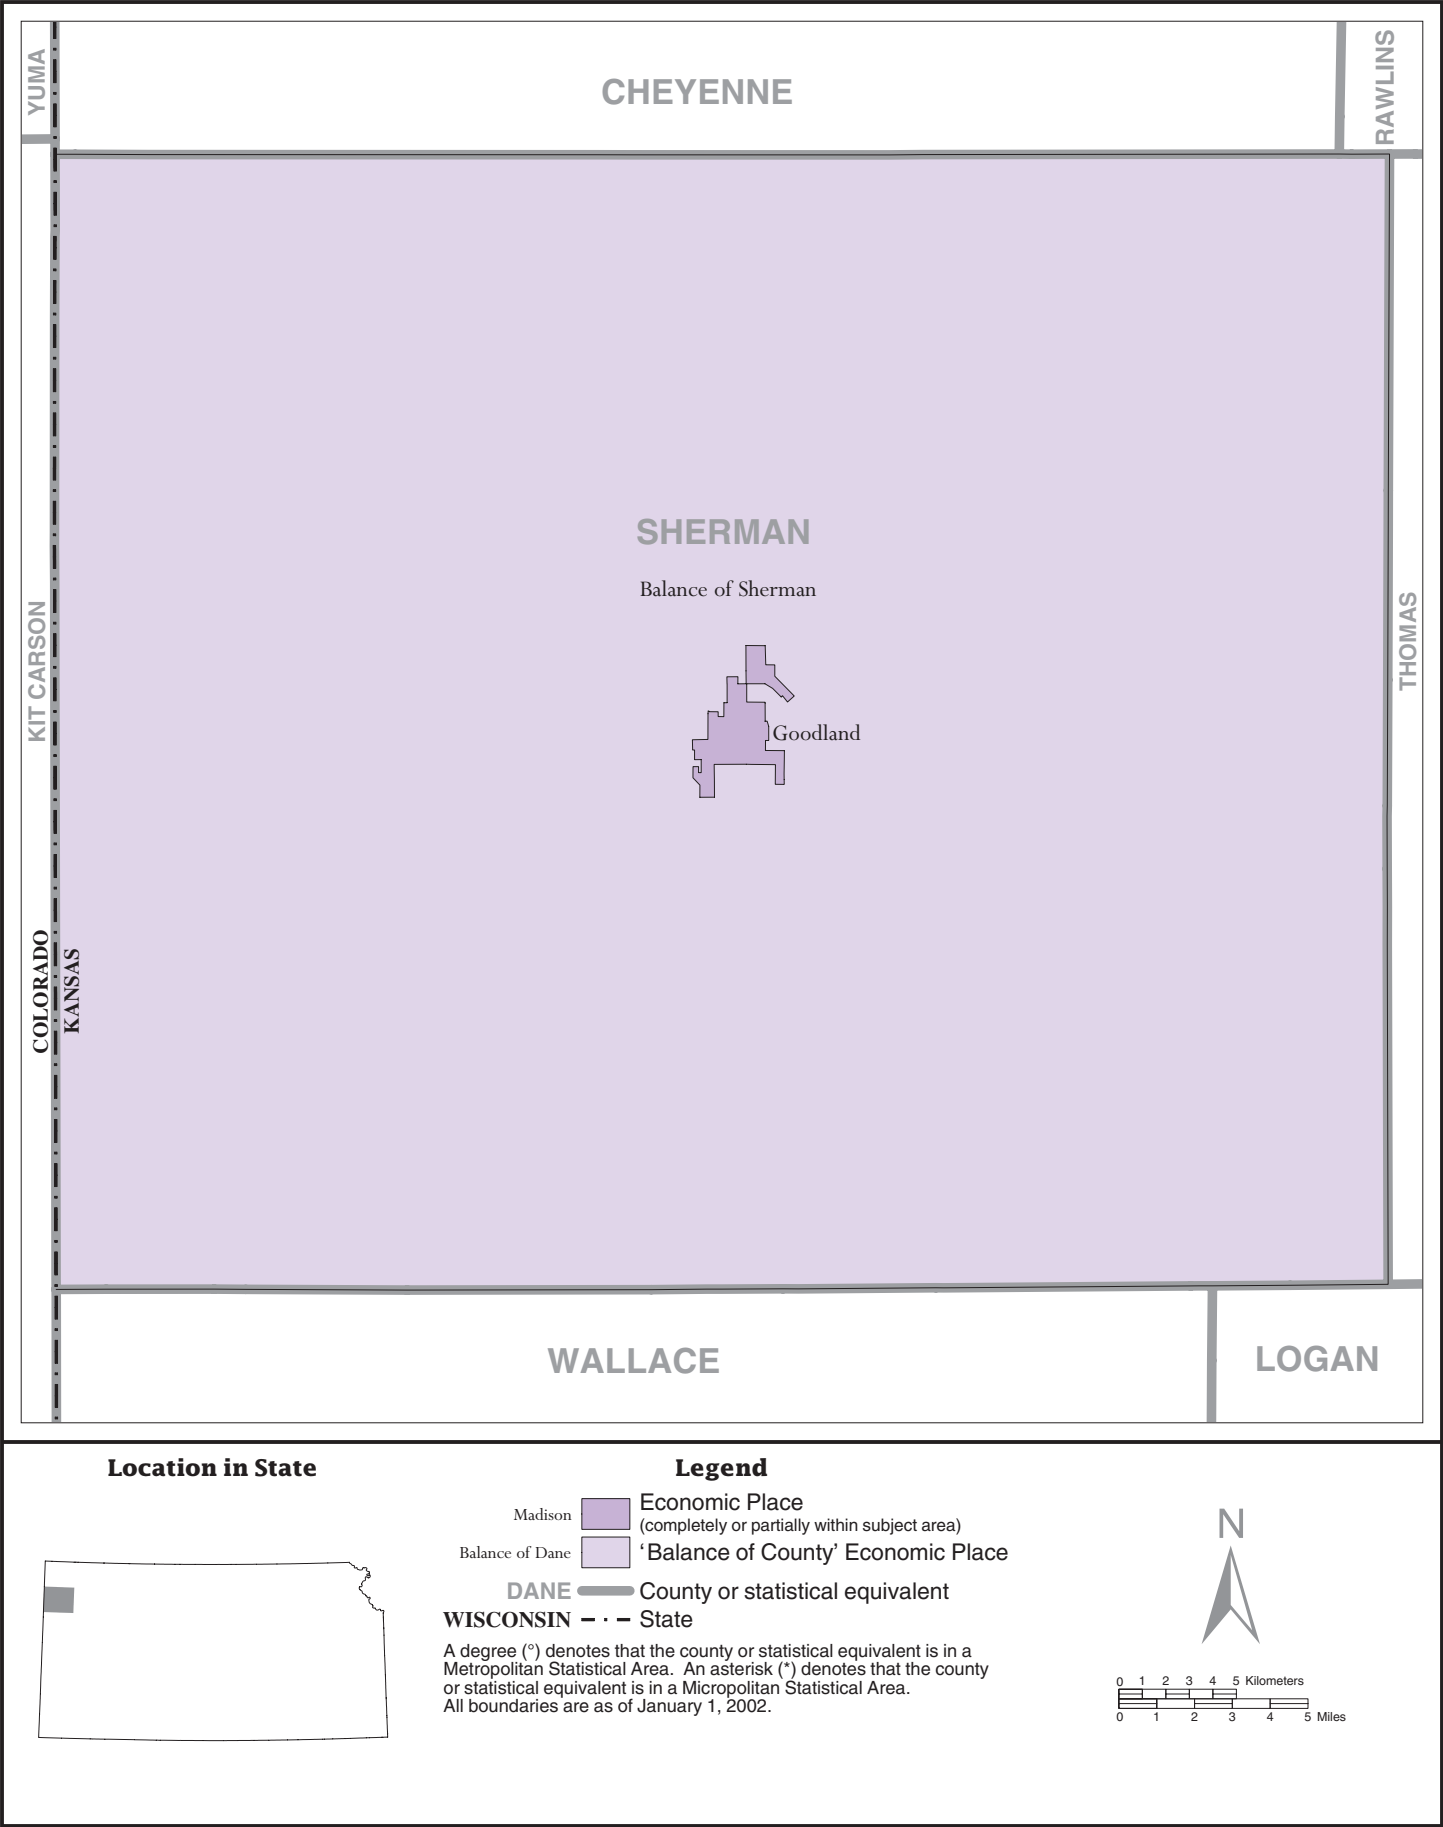 YUMA
CHEYENNE
RAWLINS
SHERMAN
Balance of Sherman
KIT CARSON
THOMAS
Goodland
COLORADO
KANSAS
WALLACE
LOGAN
Location in State
Legend
Madison
Economic Place
(completely or partially within subject area)
Balance of Dane
‘Balance of County’ Economic Place
DANE
County or statistical equivalent
WISCONSIN
State
A degree (°) denotes that the county or statistical equivalent is in a
Metropolitan Statistical Area.  An asterisk (*) denotes that the county
or statistical equivalent is in a Micropolitan Statistical Area.
All boundaries are as of January 1, 2002.
N
0 1 2 3 4 5 Kilometers
0 1 2 3 4 5 Miles